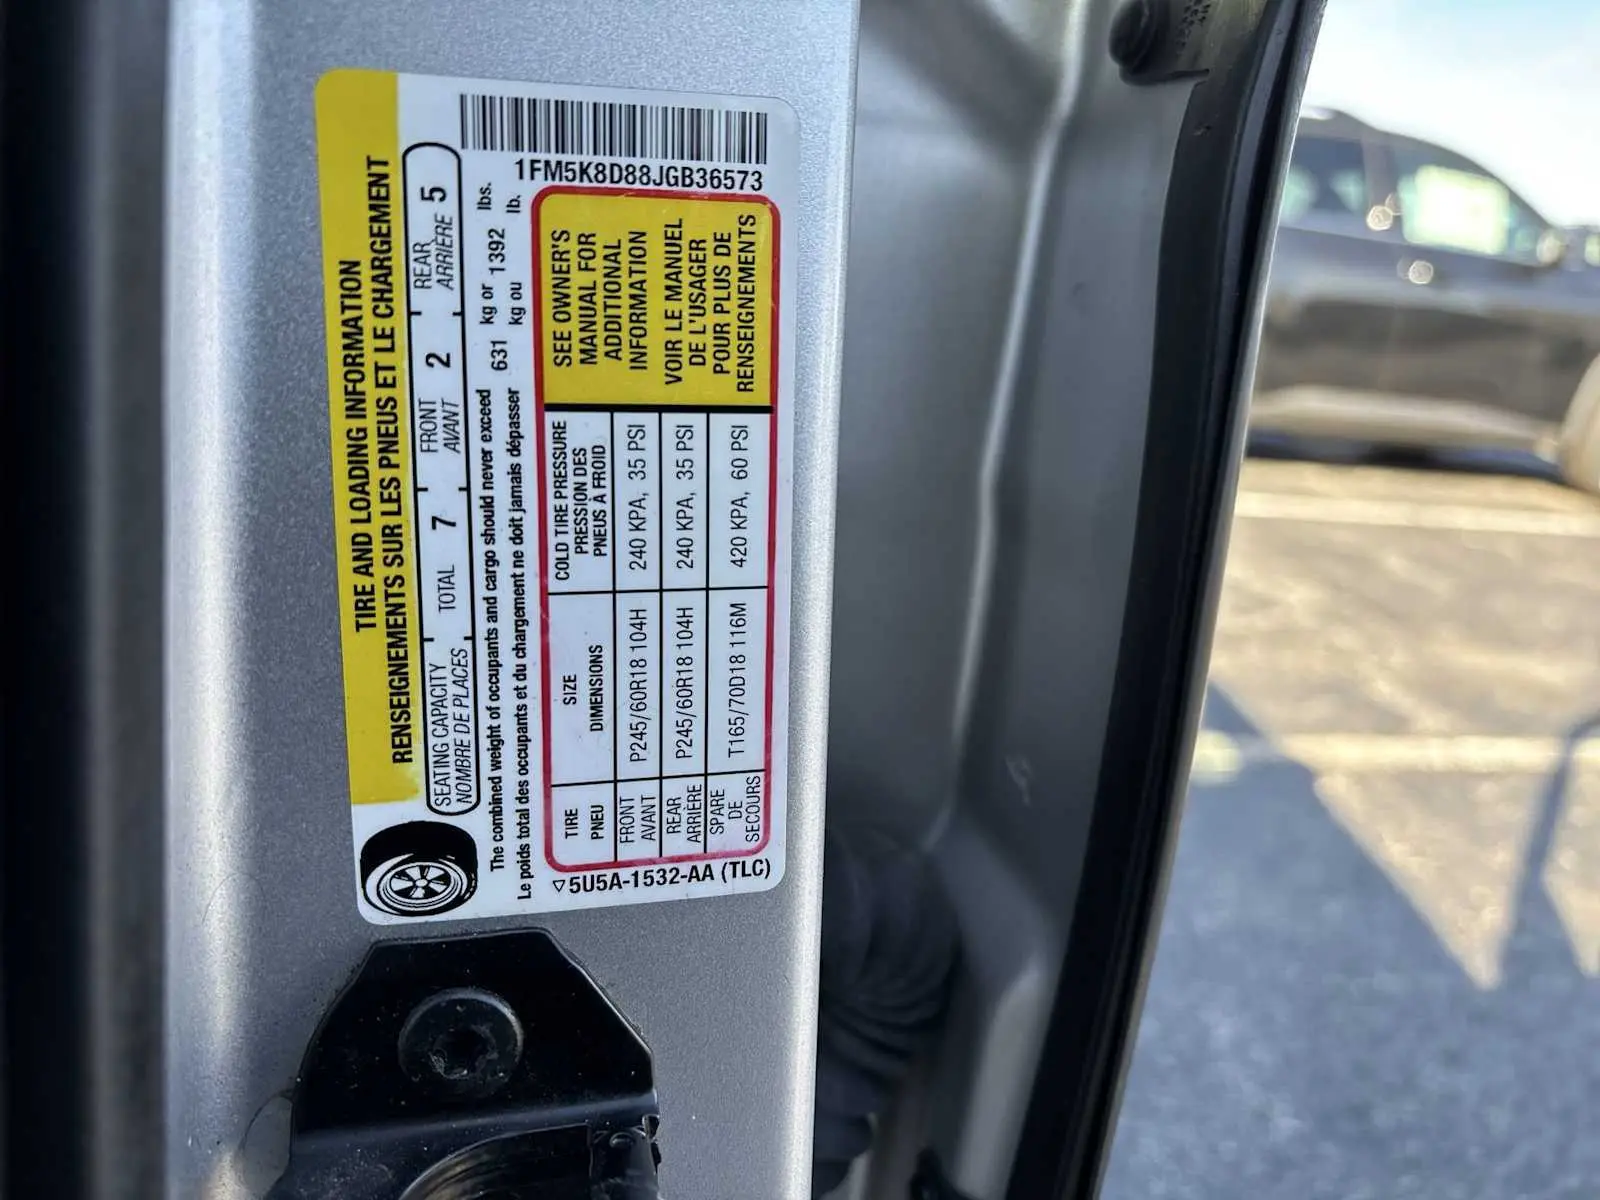 1FM5K8D88JGB36573
TIRE AND LOADING INFORMATION
RENSEIGNEMENTS SUR LES PNEUS ET LE CHARGEMENT
SEATING CAPACITY
NOMBRE DE PLACES
TOTAL 7
FRONT
AVANT
2
REAR
ARRIÈRE
5
The combined weight of occupants and cargo should never exceed 631 kg or 1392 lbs.
Le poids total des occupants et du chargement ne doit jamais dépasser kg ou lb.
TIRE
PNEU
SIZE
DIMENSIONS
COLD TIRE PRESSURE
PRESSION DES
PNEUS À FROID
FRONT
AVANT
P245/60R18 104H
240 KPA, 35 PSI
REAR
ARRIÈRE
P245/60R18 104H
240 KPA, 35 PSI
SPARE
DE
SECOURS
T165/70D18 116M
420 KPA, 60 PSI
SEE OWNER'S
MANUAL FOR
ADDITIONAL
INFORMATION
VOIR LE MANUEL
DE L'USAGER
POUR PLUS DE
RENSEIGNEMENTS
5U5A-1532-AA (TLC)